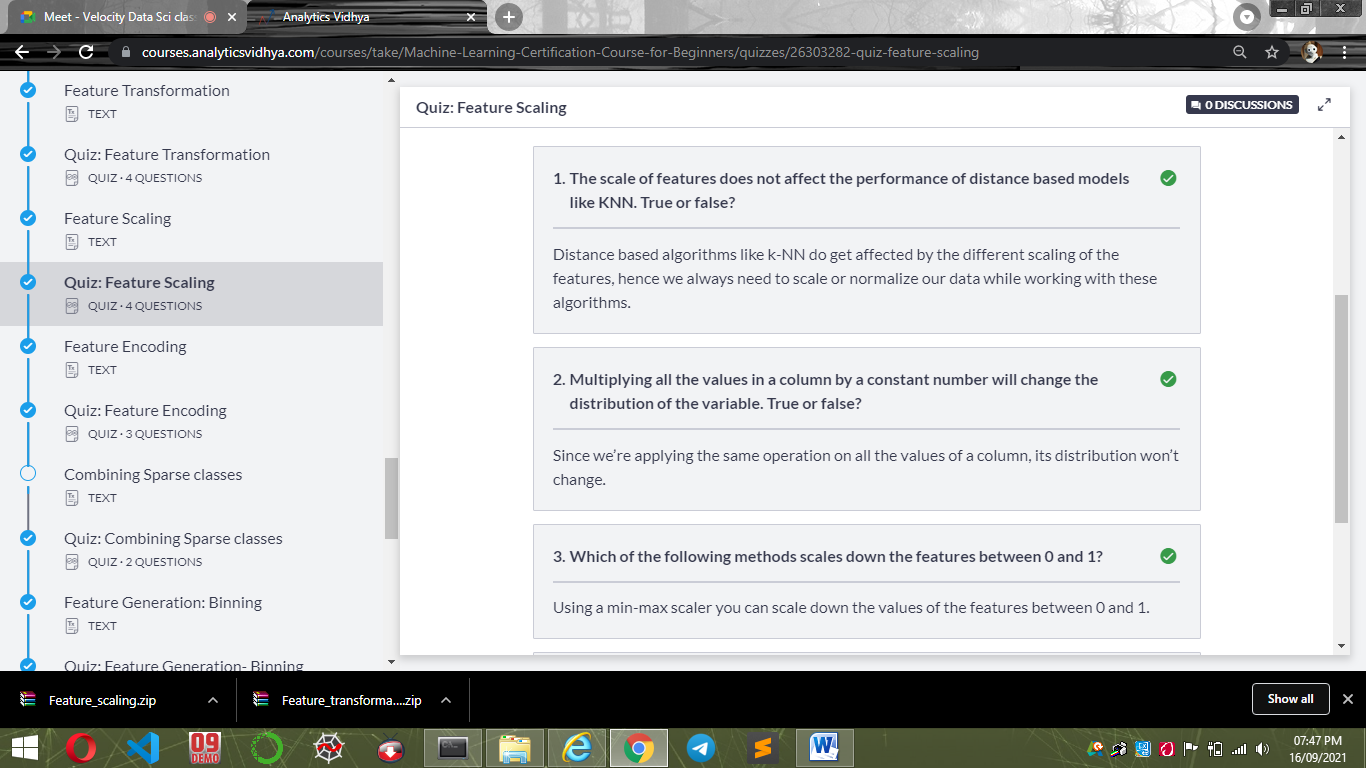 Meet - Velocity Data Sci clas
Analytics Vidhya
courses.analyticsvidhya.com/courses/take/Machine-Learning-Certification-Course-for-Beginners/quizzes/26303282-quiz-feature-scaling
Feature Transformation
TEXT
Quiz: Feature Transformation
QUIZ · 4 QUESTIONS
Feature Scaling
TEXT
Quiz: Feature Scaling
QUIZ · 4 QUESTIONS
Feature Encoding
TEXT
Quiz: Feature Encoding
QUIZ · 3 QUESTIONS
Combining Sparse classes
TEXT
Quiz: Combining Sparse classes
QUIZ · 2 QUESTIONS
Feature Generation: Binning
TEXT
Quiz: Feature Generation- Binning
Quiz: Feature Scaling
0 DISCUSSIONS
1. The scale of features does not affect the performance of distance based models
like KNN. True or false?
Distance based algorithms like k-NN do get affected by the different scaling of the
features, hence we always need to scale or normalize our data while working with these
algorithms.
2. Multiplying all the values in a column by a constant number will change the
distribution of the variable. True or false?
Since we’re applying the same operation on all the values of a column, its distribution won’t
change.
3. Which of the following methods scales down the features between 0 and 1?
Using a min-max scaler you can scale down the values of the features between 0 and 1.
Feature_scaling.zip
Feature_transforma....zip
Show all
09
DEMO
07:47 PM
16/09/2021